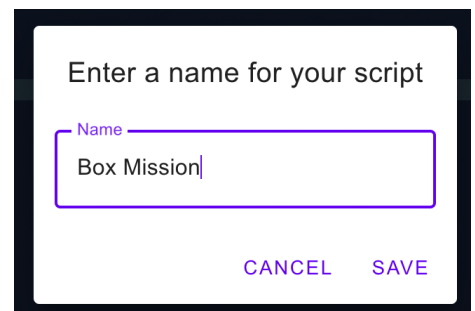 Enter a name for your script
Name
Box Mission
CANCEL SAVE